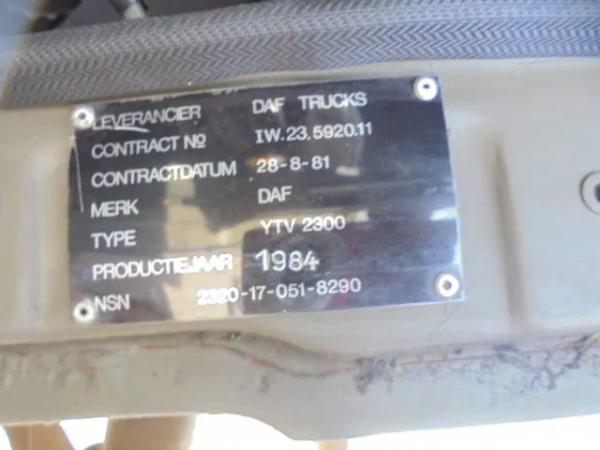 LEVERANCIER DAF TRUCKS
CONTRACT No IW.23.5920.11
CONTRACTDATUM 28-8-81
MERK DAF
TYPE YTV 2300
PRODUCTIEJAAR 1984
NSN 2320-17-051-8290